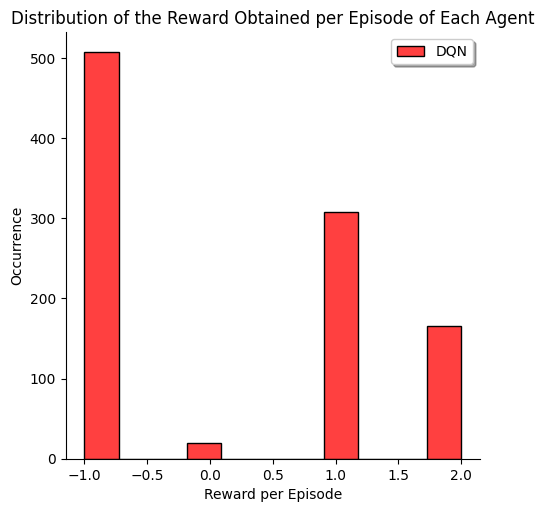 Distribution of the Reward Obtained per Episode of Each Agent
DQN
500
400
300
200
100
0
Occurrence
−1.0 −0.5 0.0 0.5 1.0 1.5 2.0
Reward per Episode